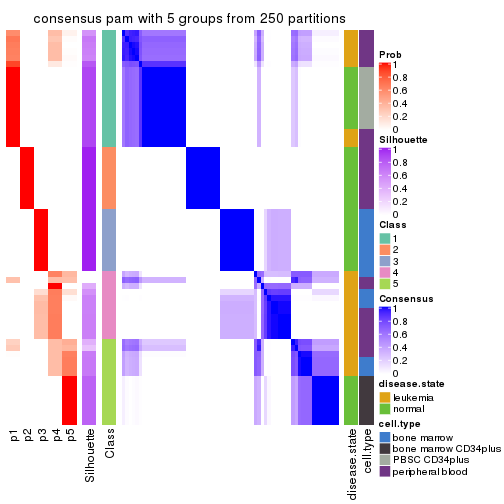 consensus pam with 5 groups from 250 partitions
Prob
1
0.8
0.6
0.4
0.2
0
Silhouette
1
0.8
0.6
0.4
0.2
0
Class
1
2
3
4
5
Consensus
1
0.8
0.6
0.4
0.2
0
disease.state
leukemia
normal
cell.type
bone marrow
bone marrow CD34plus
PBSC CD34plus
peripheral blood
p1
p2
p3
p4
p5
Silhouette
Class
disease.state
cell.type